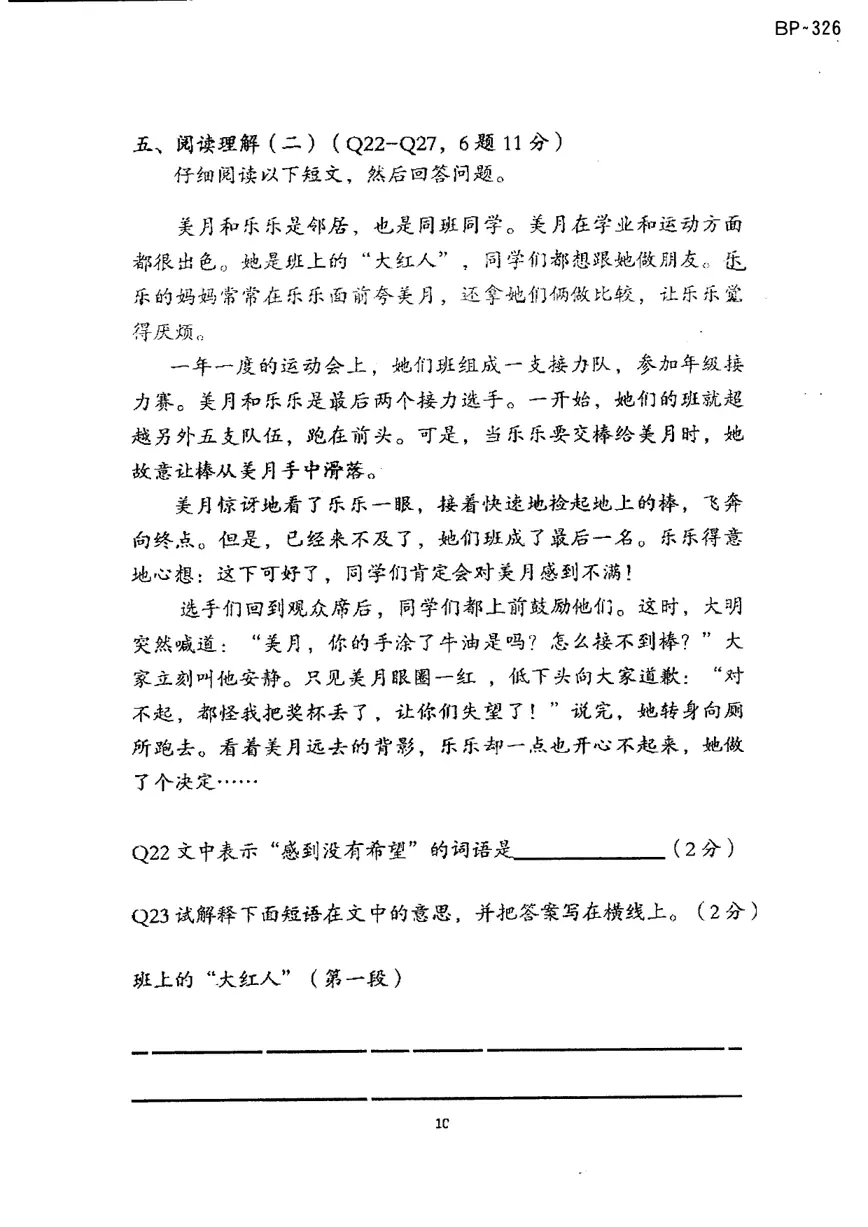 BP-326
五、阅读理解（二）（Q22-Q27，6题11分）
仔细阅读以下短文，然后回答问题。
美月和乐乐是邻居，也是同班同学。美月在学业和运动方面
都很出色。她是班上的“大红人”，同学们都想跟她做朋友。乐
乐的妈妈常常在乐乐面前夸美月，还拿她们俩做比较，让乐乐觉
得厌烦。
一年一度的运动会上，她们班组成一支接力队，参加年级接
力赛。美月和乐乐是最后两个接力选手。一开始，她们的班就超
越另外五支队伍，跑在前头。可是，当乐乐要交棒给美月时，她
故意让棒从美月手中滑落。
美月惊讶地看了乐乐一眼，接着快速地捡起地上的棒，飞奔
向终点。但是，已经来不及了，她们班成了最后一名。乐乐得意
地心想：这下可好了，同学们肯定会对美月感到不满！
选手们回到观众席后，同学们都上前鼓励他们。这时，大明
突然喊道：“美月，你的手涂了牛油是吗？怎么接不到棒？”大
家立刻叫他安静。只见美月眼圈一红，低下头向大家道歉：“对
不起，都怪我把奖杯丢了，让你们失望了！”说完，她转身向厕
所跑去。看着美月远去的背影，乐乐却一点也开心不起来，她做
了个决定……
Q22 文中表示“感到没有希望”的词语是____________（2分）
Q23 试解释下面短语在文中的意思，并把答案写在横线上。（2分）
班上的“大红人”（第一段）
10